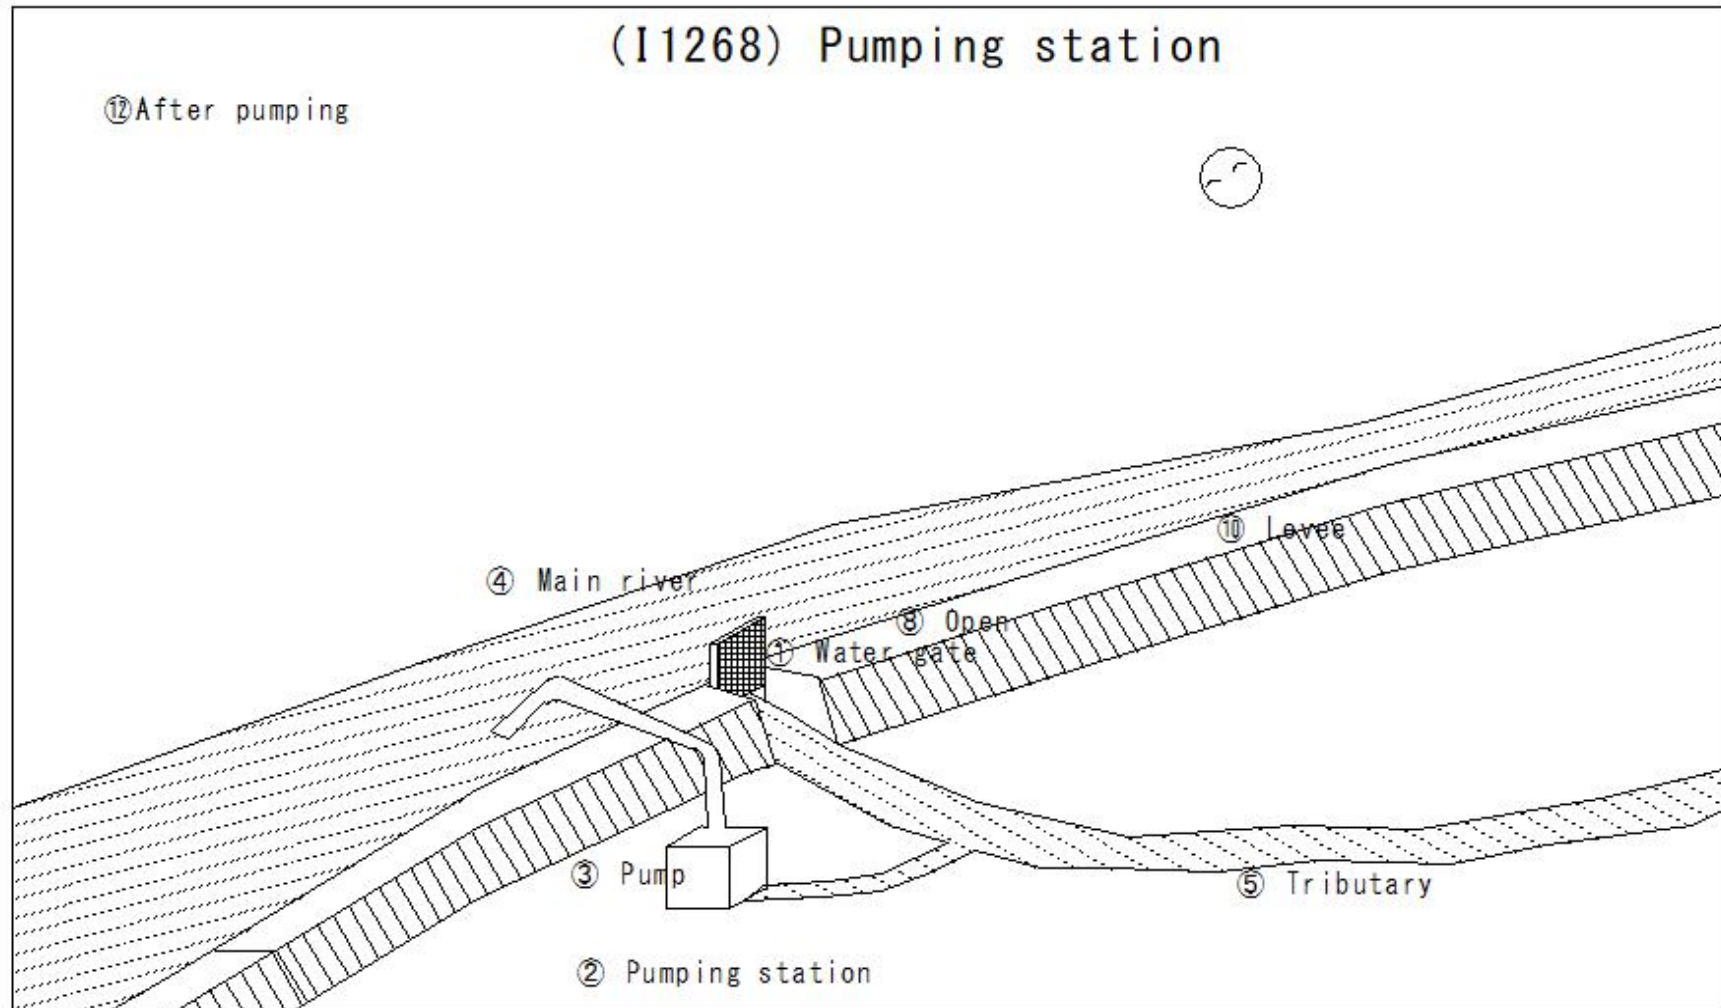 (I1268) Pumping station
⑫After pumping
⑩ Levee
④ Main river
⑧ Open
① Water gate
③ Pump
⑤ Tributary
② Pumping station